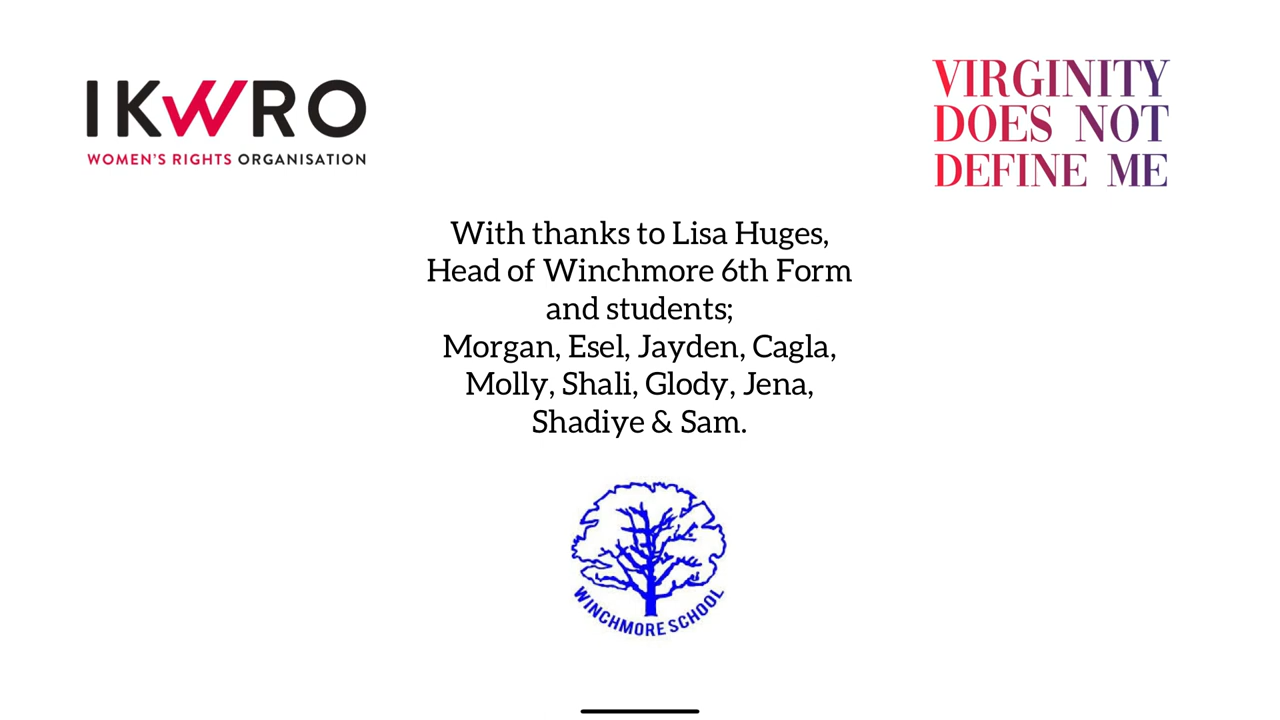 IKWRO
WOMEN'S RIGHTS ORGANISATION
VIRGINITY
DOES NOT
DEFINE ME
With thanks to Lisa Huges,
Head of Winchmore 6th Form
and students;
Morgan, Esel, Jayden, Cagla,
Molly, Shali, Glody, Jena,
Shadiye & Sam.
WINCHMORE SCHOOL